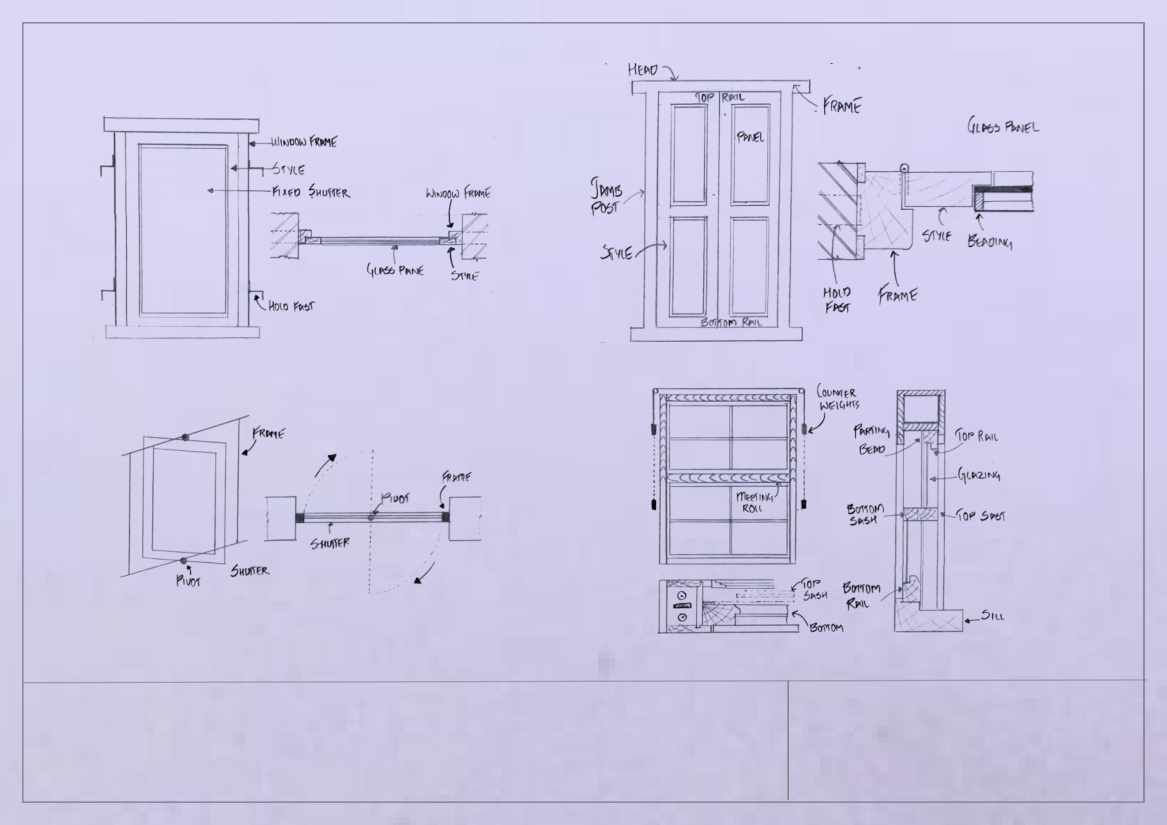 WINDOW FRAME
STYLE
FIXED SHUTTER
HOLD FAST
WINDOW FRAME
GLASS PANE
STYLE
HEAD
TOP RAIL
FRAME
PANEL
JAMB
POST
STYLE
BOTTOM RAIL
GLASS PANEL
STYLE
BEADING
HOLD
FAST
FRAME
FRAME
PIVOT
SHUTTER
PIVOT
FRAME
SHUTTER
COUNTER
WEIGHTS
MEETING
ROLL
TOP
SASH
BOTTOM
PARTING
BEAD
TOP RAIL
GLAZING
BOTTOM
SASH
TOP SAST
BOTTOM
RAIL
SILL